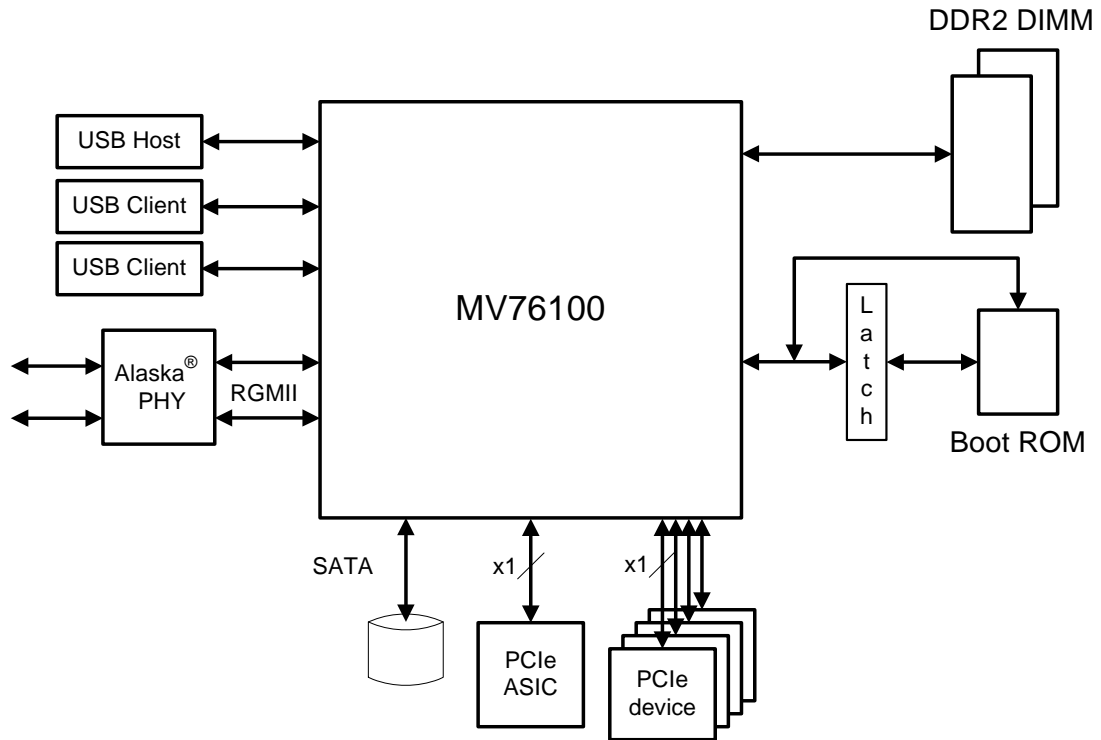 DDR2 DIMM
USB Host
USB Client
USB Client
MV76100
Latch
Alaska®
PHY
RGMII
Boot ROM
SATA
x1
x1
PCIe
ASIC
PCIe
device